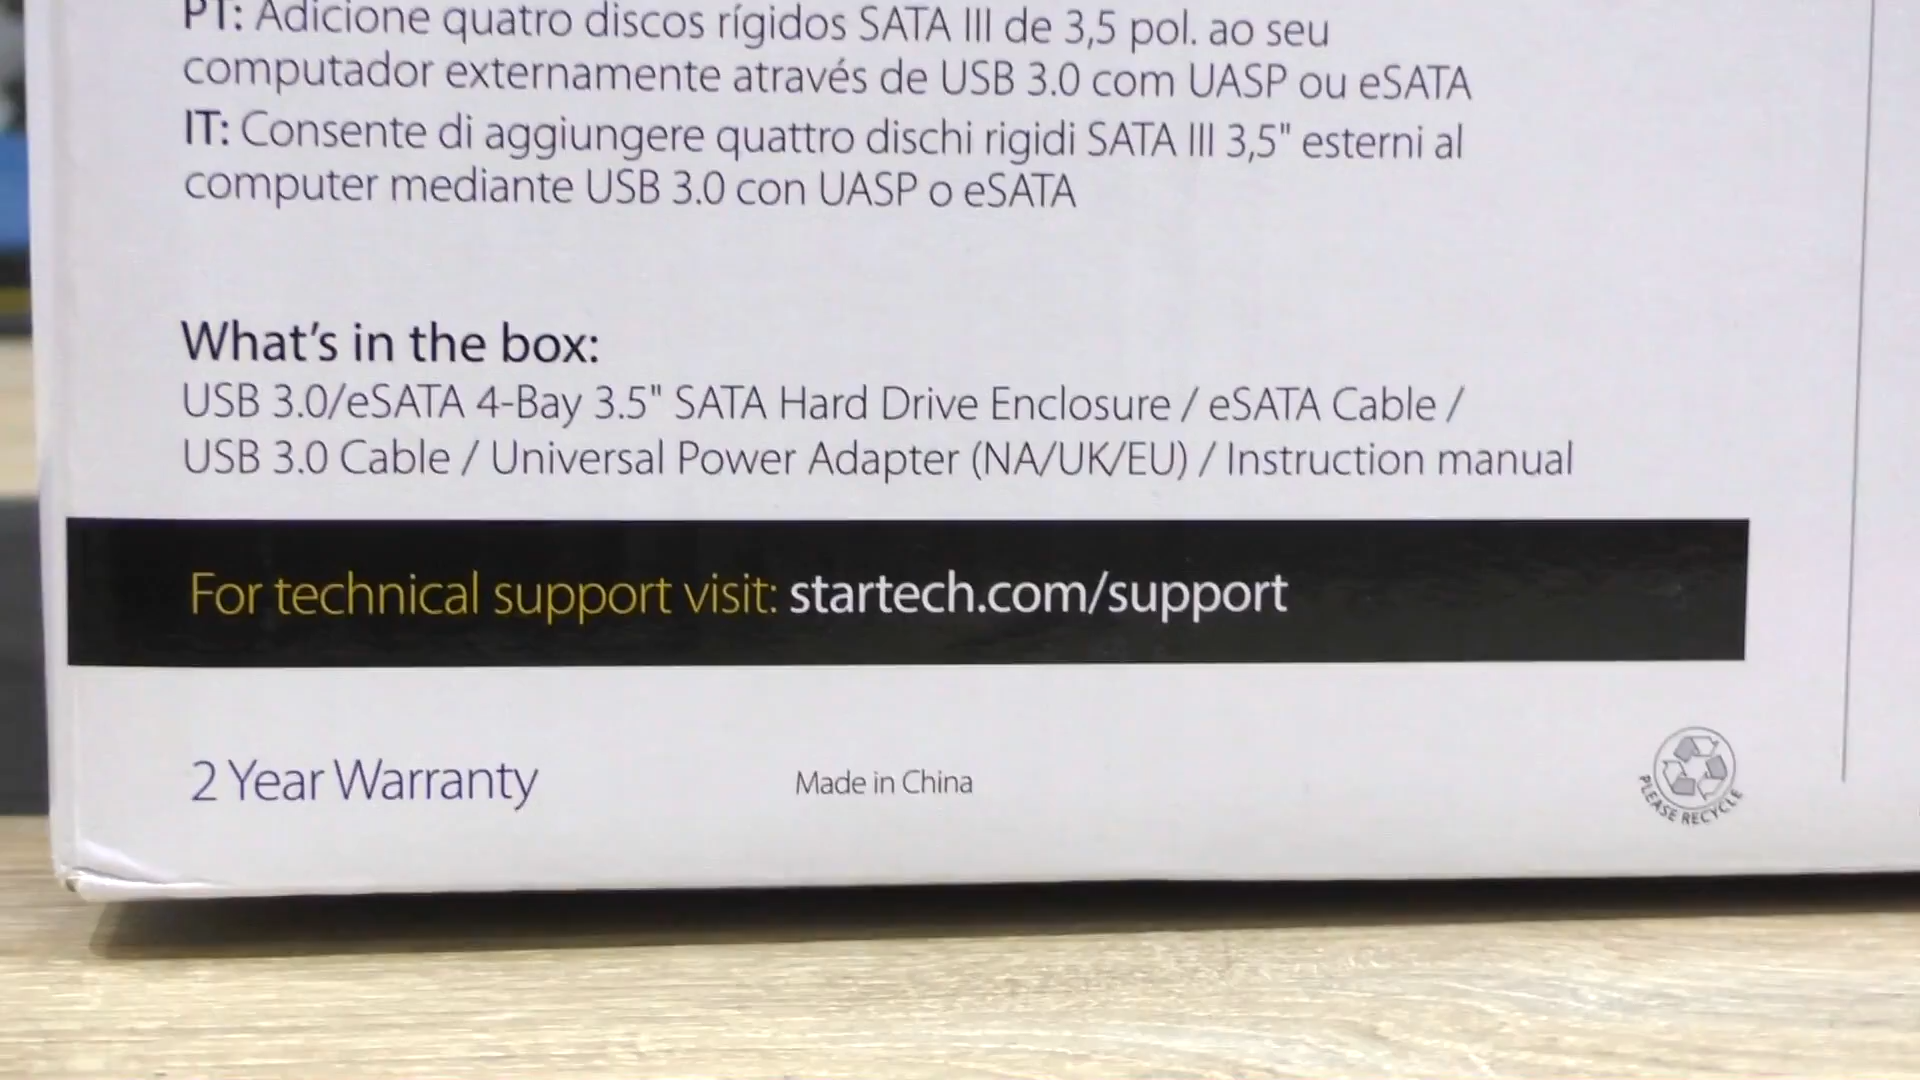 PT: Adicione quatro discos rígidos SATA III de 3,5 pol. ao seu
computador externamente através de USB 3.0 com UASP ou eSATA
IT: Consente di aggiungere quattro dischi rigidi SATA III 3,5" esterni al
computer mediante USB 3.0 con UASP o eSATA
What's in the box:
USB 3.0/eSATA 4-Bay 3.5" SATA Hard Drive Enclosure / eSATA Cable /
USB 3.0 Cable / Universal Power Adapter (NA/UK/EU) / Instruction manual
For technical support visit: startech.com/support
2 Year Warranty
Made in China
PLEASE RECYCLE